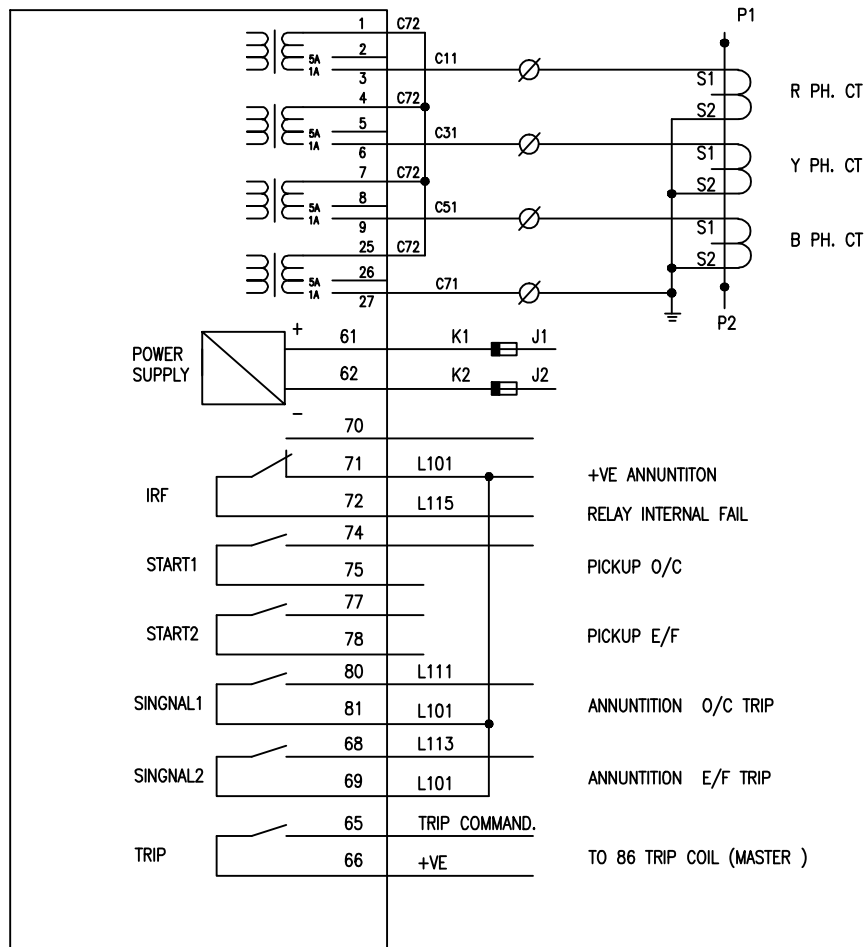 P1
1 C72
2
5A
1A
3
C11
S1
S2
R PH. CT
4 C72
5
5A
1A
6
C31
S1
S2
Y PH. CT
7 C72
8
5A
1A
9
C51
S1
S2
B PH. CT
25 C72
26
5A
1A
27
C71
P2
POWER
SUPPLY
+
61 K1 J1
62 K2 J2
−
70
IRF
71 L101 +VE ANNUNTITON
72 L115 RELAY INTERNAL FAIL
START1
74
75
PICKUP O/C
START2
77
78
PICKUP E/F
SINGNAL1
80 L111
81 L101
ANNUNTITION O/C TRIP
SINGNAL2
68 L113
69 L101
ANNUNTITION E/F TRIP
TRIP
65 TRIP COMMAND.
66 +VE
TO 86 TRIP COIL (MASTER )